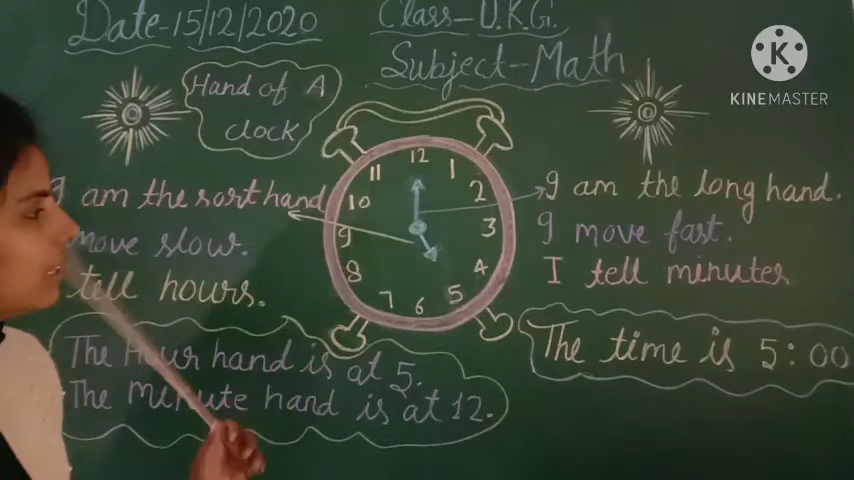 Date-15/12/2020
Class-U.K.G.
Subject-Math
KINEMASTER
Hand of A
clock
12
1
2
3
4
5
6
7
8
9
10
11
I am the sort hand
move slow.
tell hours.
I am the long hand.
I move fast.
I tell minutes
The Hour hand is at 5.
The minute hand is at 12.
The time is 5:00